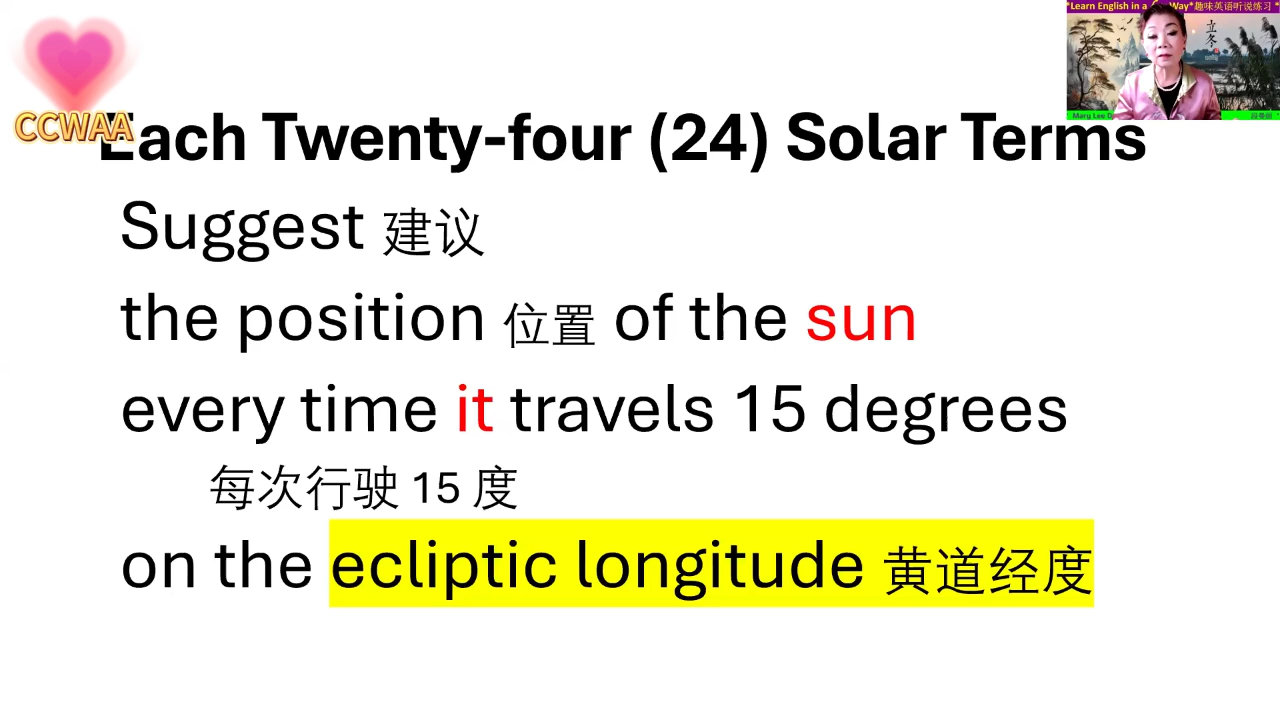 *Learn English in a Way*趣味英语听说练习 *
立冬
CCWAA
Each Twenty-four (24) Solar Terms
Suggest 建议
the position 位置 of the sun
every time it travels 15 degrees
每次行驶 15 度
on the ecliptic longitude 黄道经度
Mary Lee D